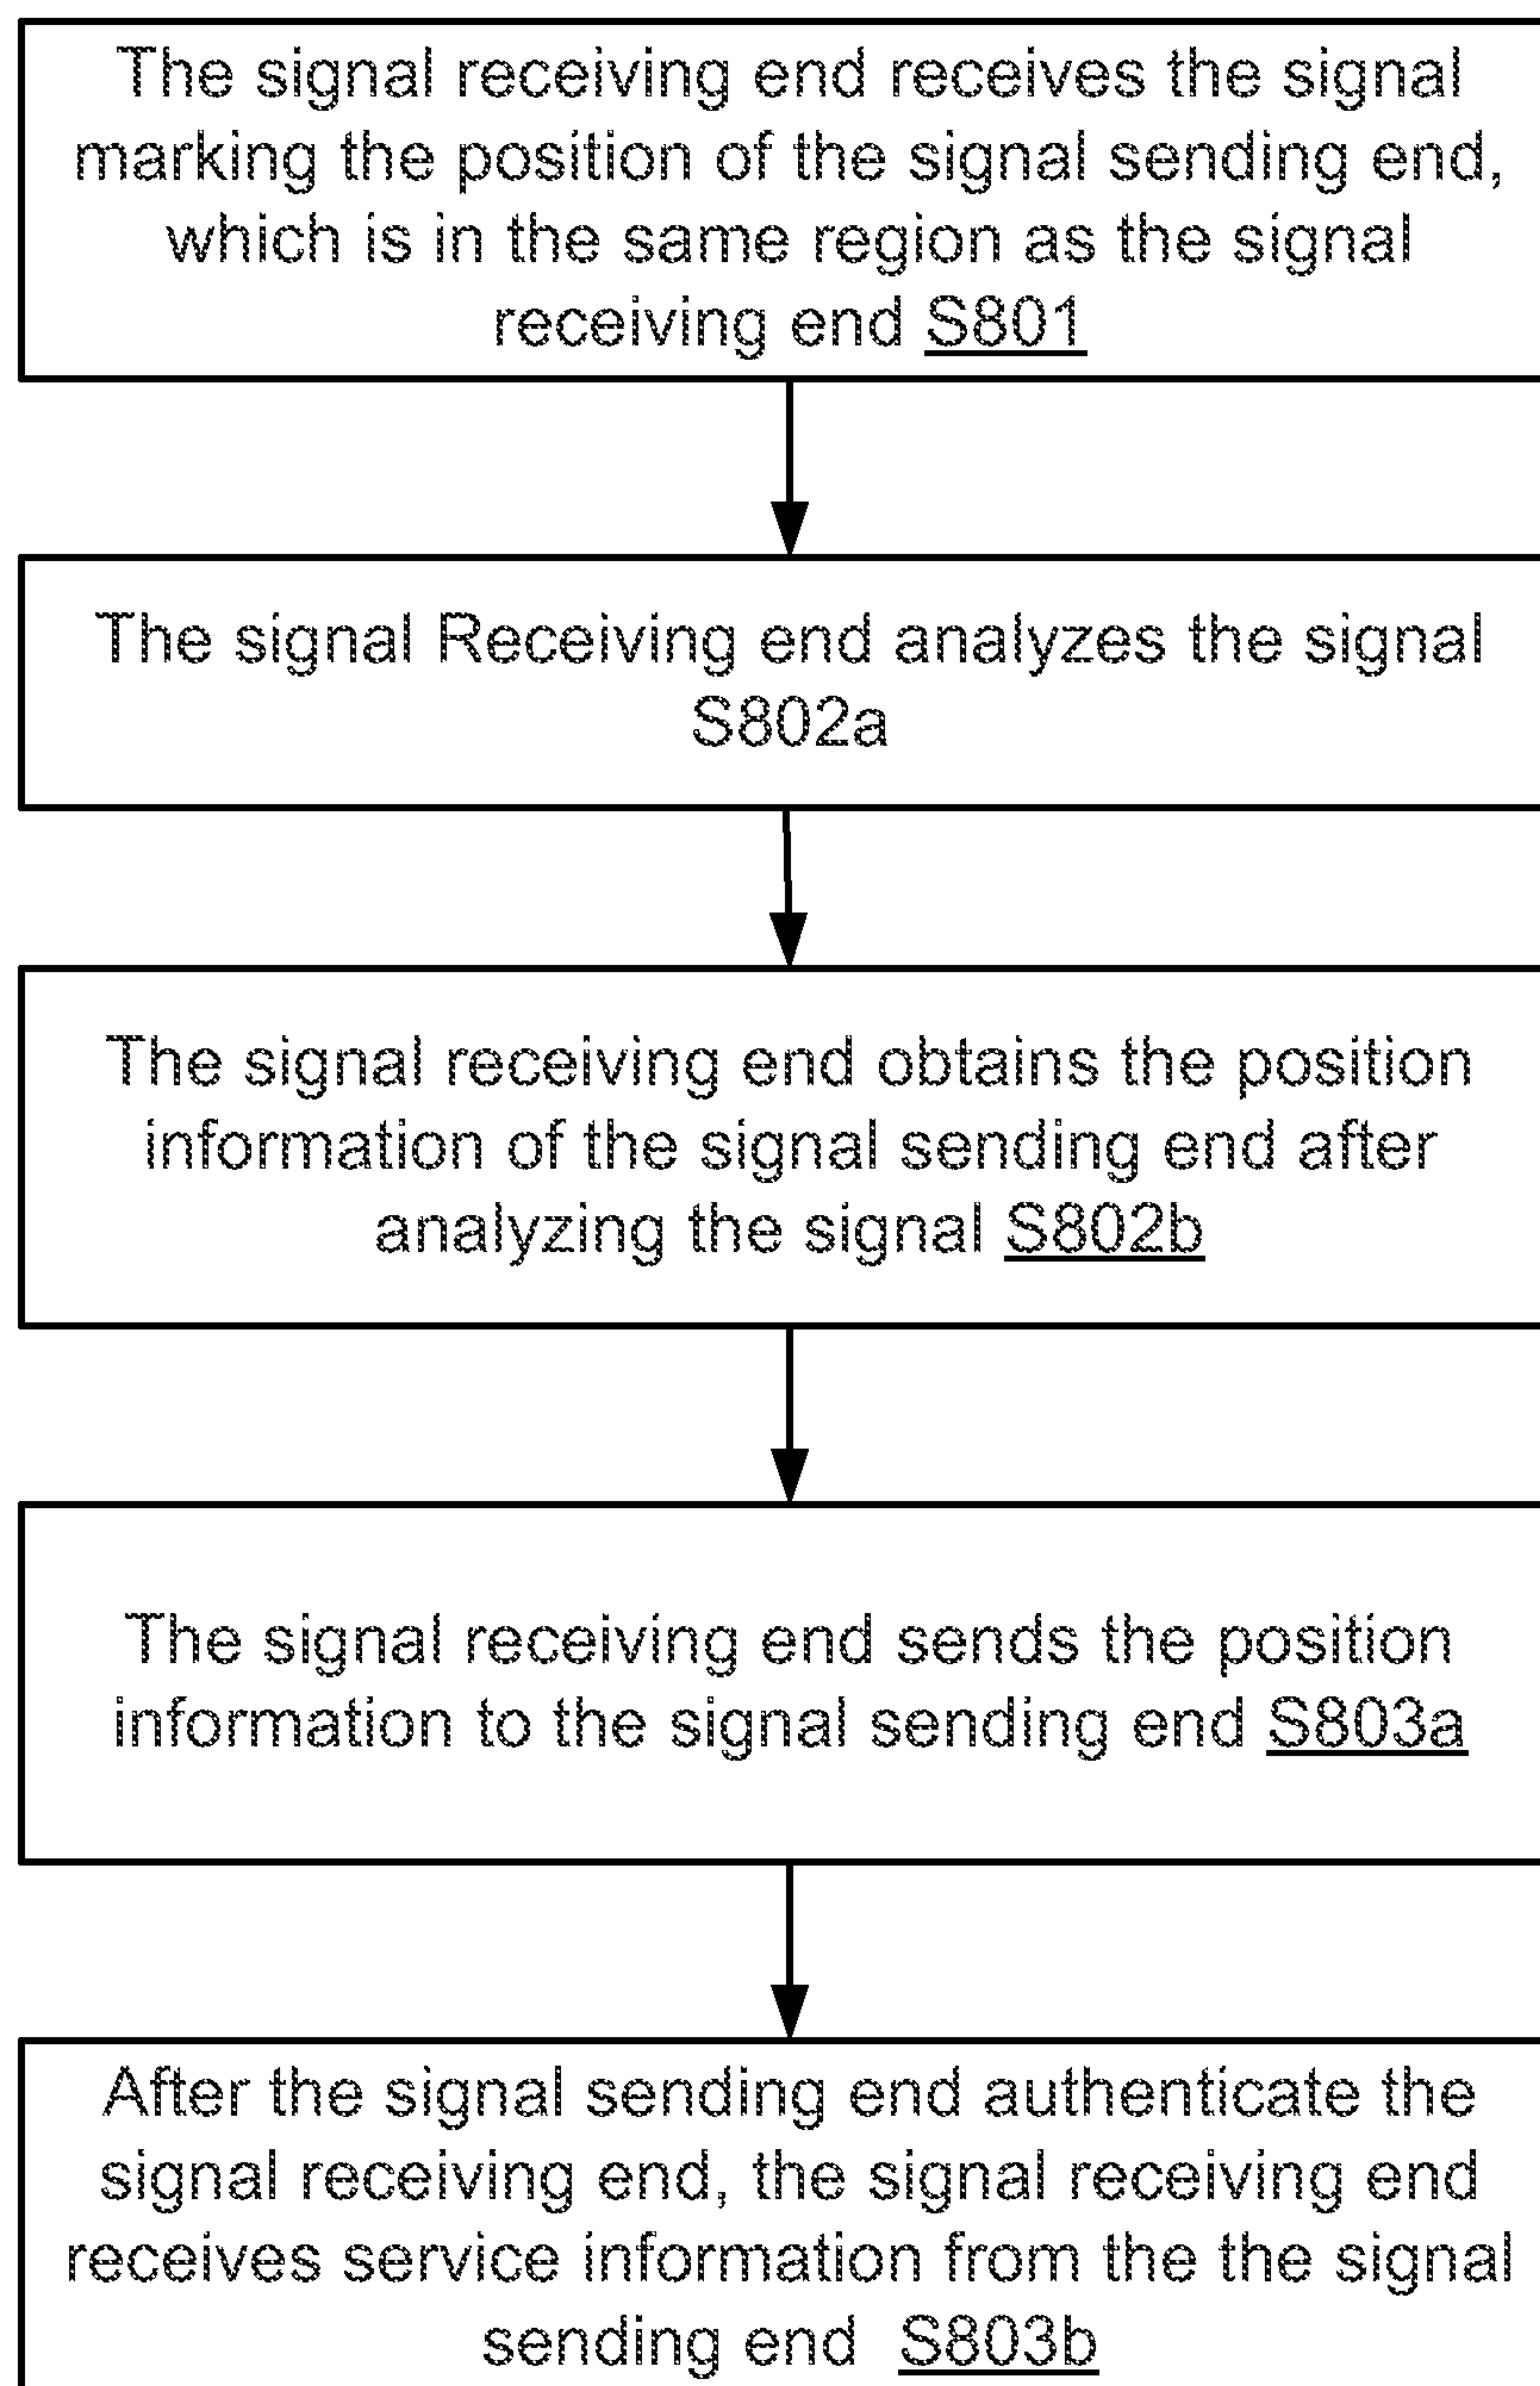 The signal receiving end receives the signal
marking the position of the signal sending end,
which is in the same region as the signal
receiving end S801
The signal Receiving end analyzes the signal
S802a
The signal receiving end obtains the position
information of the signal sending end after
analyzing the signal S802b
The signal receiving end sends the position
information to the signal sending end S803a
After the signal sending end authenticate the
signal receiving end, the signal receiving end
receives service information from the the signal
sending end S803b